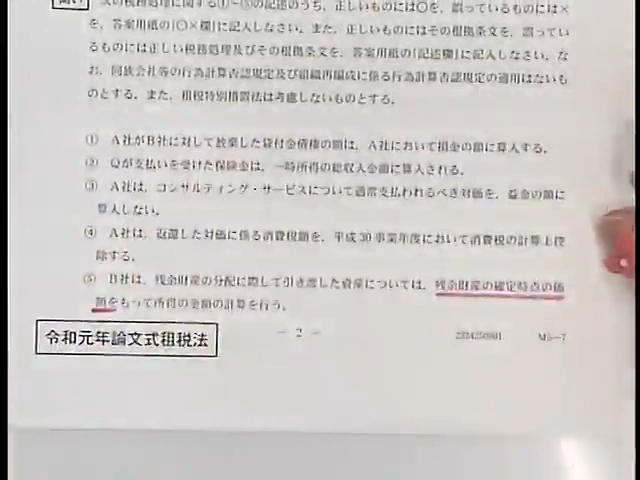 問い 次の税務処理に関する①~⑤の記述のうち、正しいものには○を、誤っているものには×
を、答案用紙の「○×欄」に記入しなさい。また、正しいものにはその根拠条文を、誤ってい
るものには正しい税務処理及びその根拠条文を、答案用紙の「記述欄」に記入しなさい。な
お、同族会社等の行為計算否認規定及び組織再編成に係る行為計算否認規定の適用はないも
のとする。また、租税特別措置法は考慮しないものとする。
① A社がB社に対して放棄した貸付金債権の額は、A社において損金の額に算入する。
② Qが支払いを受けた保険金は、一時所得の総収入金額に算入される。
③ A社は、コンサルティング・サービスについて通常支払われるべき対価を、益金の額に
算入しない。
④ A社は、返還した対価に係る消費税額を、平成30事業年度において消費税の計算上控
除する。
⑤ B社は、残余財産の分配に際して引き渡した資産については、残余財産の確定時点の価
額をもって所得の金額の計算を行う。
令和元年論文式租税法
- 2 -
M5-7